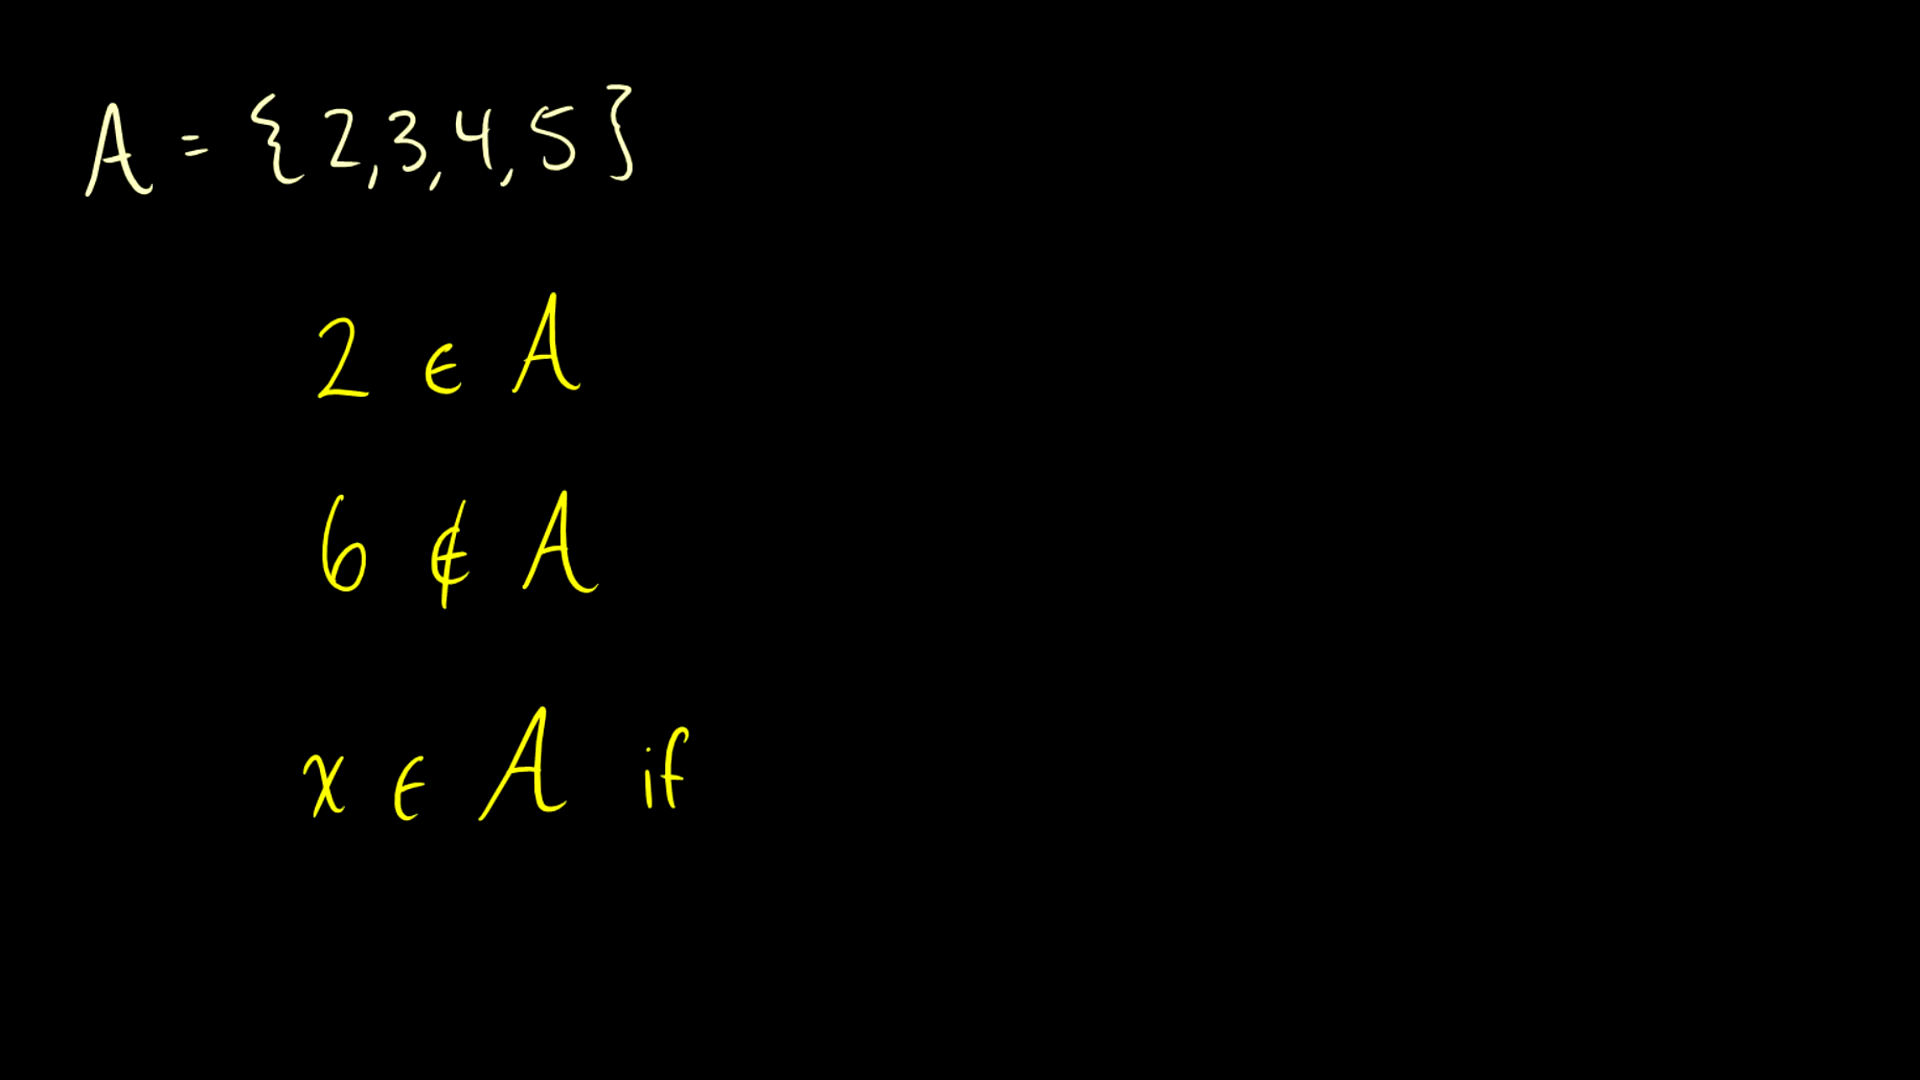 A = {2,3,4,5}
2 ∈ A
6 ∉ A
x ∈ A if